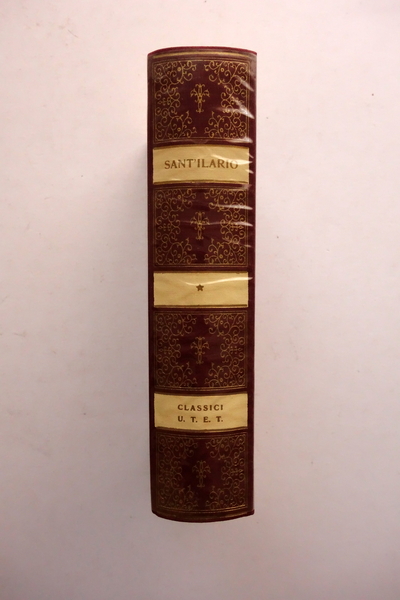 SANT'ILARIO
CLASSICI
U. T. E. T.